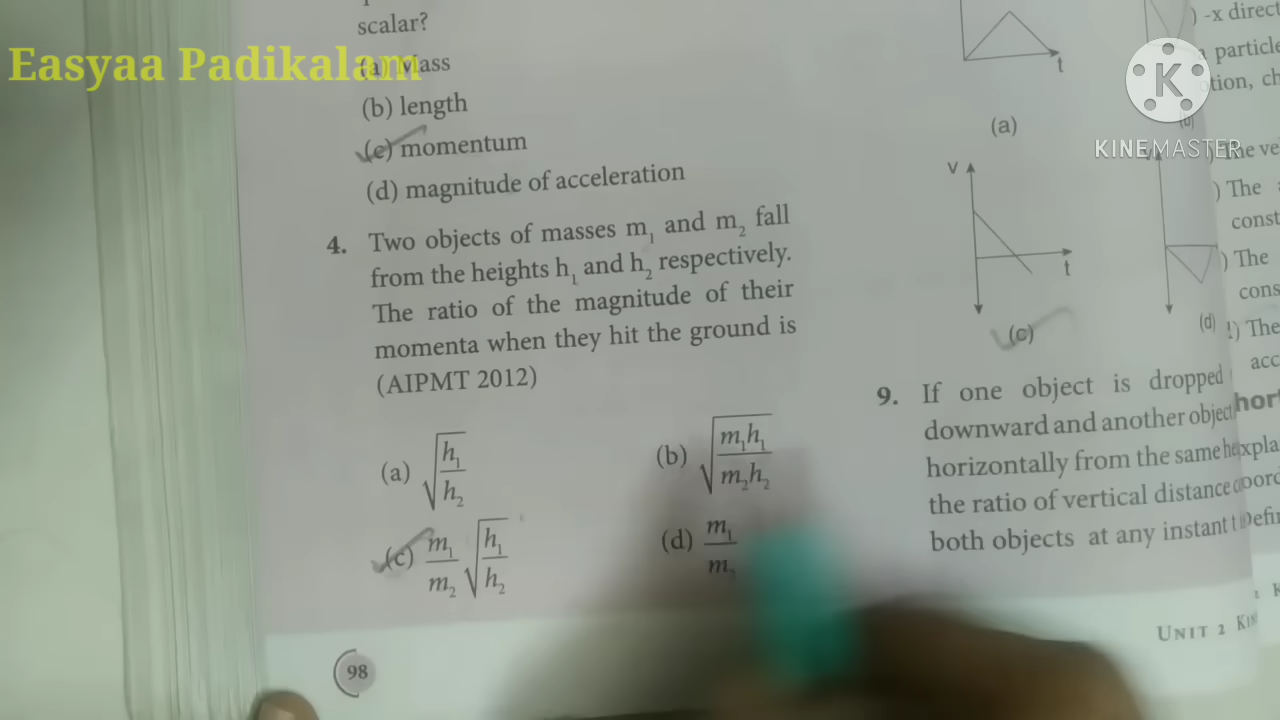 scalar?
Easyaa Padikalam
(a) Mass
(b) length
(c) momentum
(d) magnitude of acceleration
4. Two objects of masses m₁ and m₂ fall
from the heights h₁ and h₂ respectively.
The ratio of the magnitude of their
momenta when they hit the ground is
(AIPMT 2012)
(a) √(h₁/h₂)
(b) √(m₁h₁/m₂h₂)
(c) m₁/m₂ √(h₁/h₂)
(d) m₁/m₂
98
t
(a)
v
t
(c)
(d)
9. If one object is dropped
downward and another object
horizontally from the same
the ratio of vertical distance
both objects at any instant t
) -x direct
particle
K
KINEMASTER
) The
const
) The
cons
) The
acc
UNIT 2